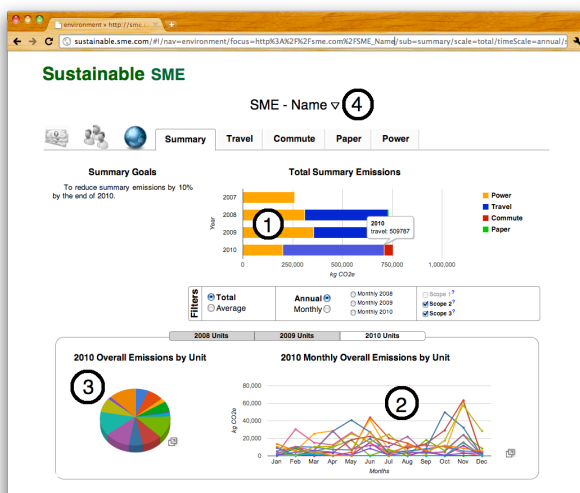 environment » http://sme.c
sustainable.sme.com/#!/nav=environment/focus=http%3A%2F%2Fsme.com%2FSME_Name/sub=summary/scale=total/timeScale=annual/s
Sustainable SME
SME - Name ▿ 4
Summary Travel Commute Paper Power
Summary Goals
To reduce summary emissions by 10%
by the end of 2010.
Total Summary Emissions
2007
2008
2009
2010
Year
1
2010
travel: 509787
0 250,000 500,000 750,000 1,000,000
kg CO2e
Power
Travel
Commute
Paper
Filters
Total
Average
Annual
Monthly
Monthly 2008
Monthly 2009
Monthly 2010
Scope 1?
Scope 2?
Scope 3?
2008 Units 2009 Units 2010 Units
2010 Overall Emissions by Unit
3
2010 Monthly Overall Emissions by Unit
80,000
60,000
40,000
20,000
0
kg CO2e
2
Jan Feb Mar Apr May Jun Jul Aug Sep Oct Nov Dec
Months